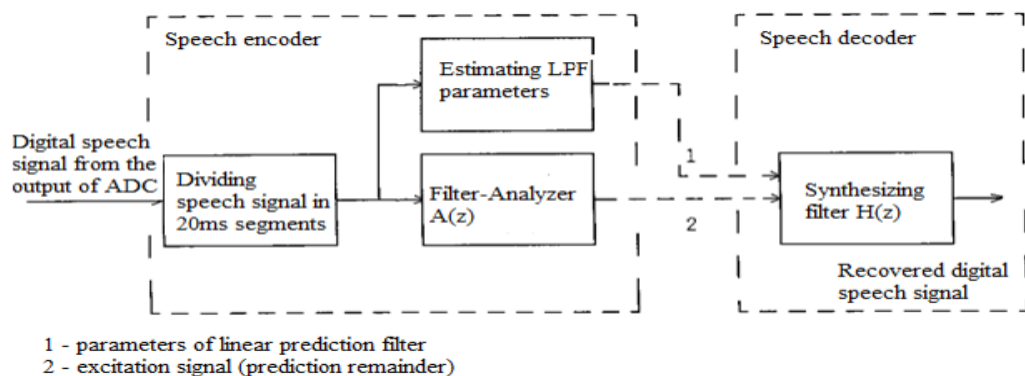 Speech encoder
Speech decoder
Estimating LPF
parameters
Digital speech
signal from the
output of ADC
1
Dividing
speech signal in
20ms segments
Filter-Analyzer
A(z)
2
Synthesizing
filter H(z)
Recovered digital
speech signal
1 - parameters of linear prediction filter
2 - excitation signal (prediction remainder)